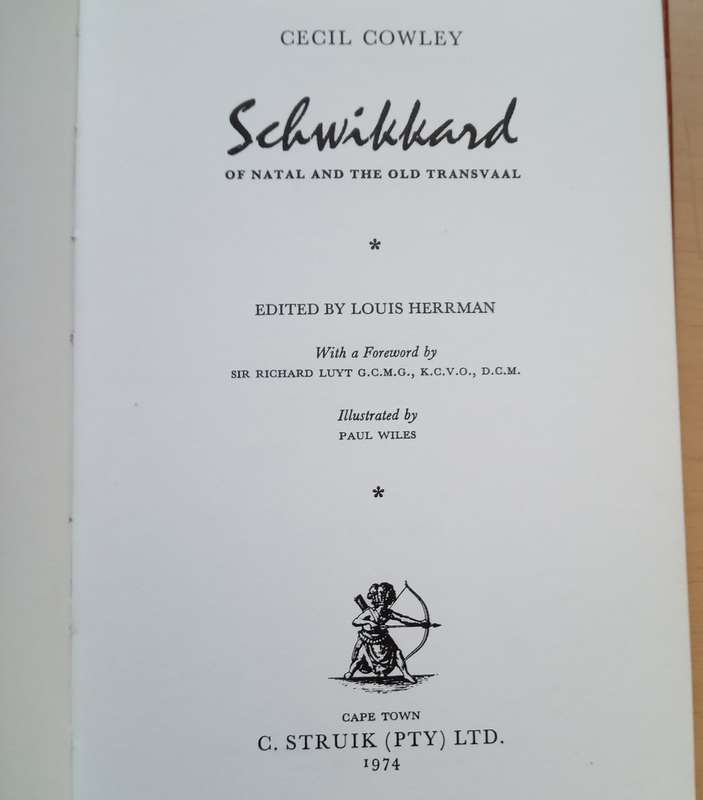 CECIL COWLEY
Schwikkard
OF NATAL AND THE OLD TRANSVAAL
*
EDITED BY LOUIS HERRMAN
With a Foreword by
SIR RICHARD LUYT G.C.M.G., K.C.V.O., D.C.M.
Illustrated by
PAUL WILES
*
CAPE TOWN
C. STRUIK (PTY) LTD.
1974